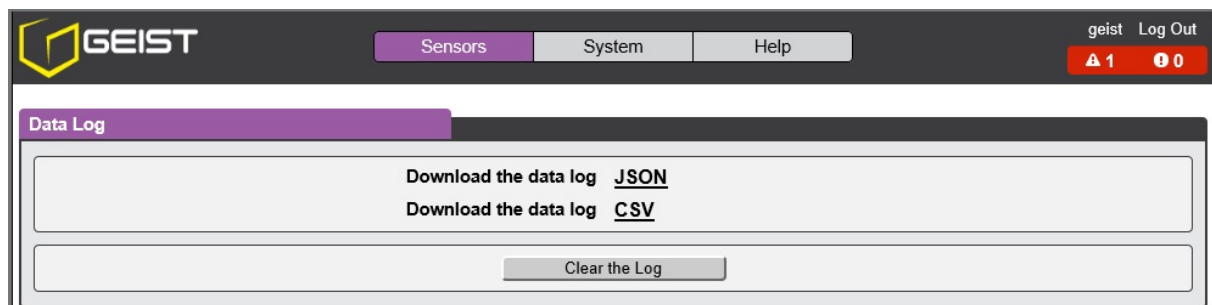 GEIST
Sensors System Help
geist Log Out
1 0
Data Log
Download the data log JSON
Download the data log CSV
Clear the Log